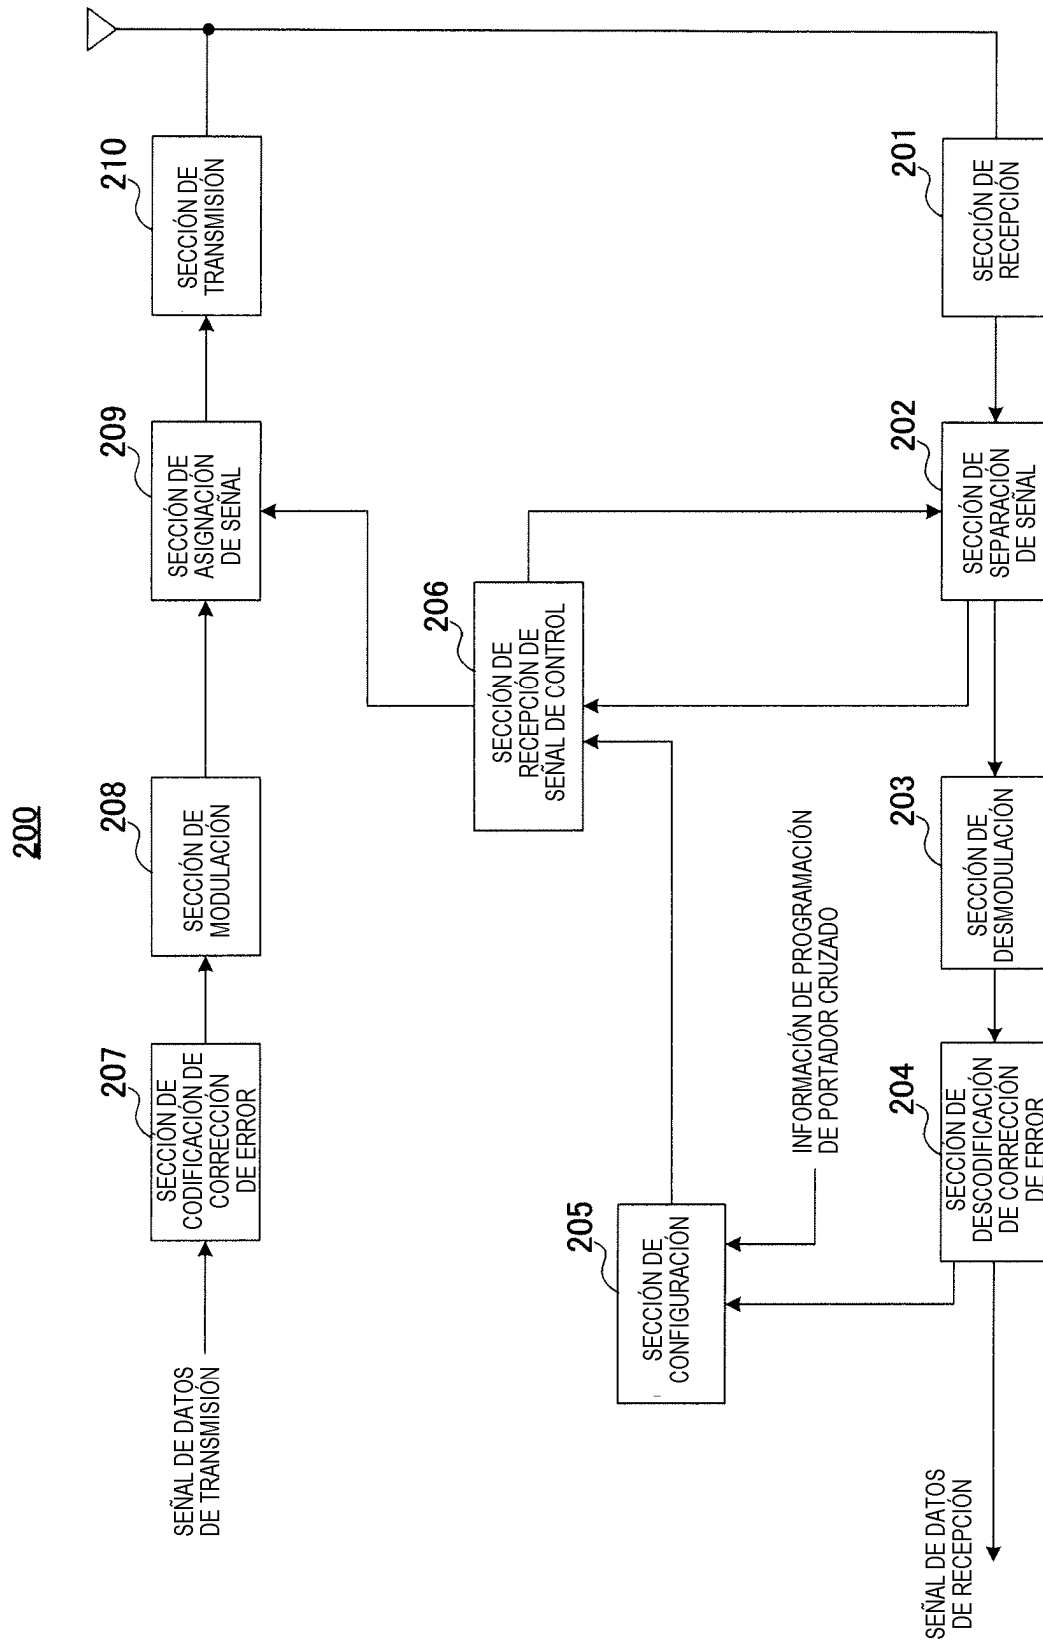 200
SEÑAL DE DATOS
DE TRANSMISIÓN
207
SECCIÓN DE
CODIFICACIÓN DE
CORRECCIÓN
DE ERROR
208
SECCIÓN DE
MODULACIÓN
209
SECCIÓN DE
ASIGNACIÓN
DE SEÑAL
210
SECCIÓN DE
TRANSMISIÓN
206
SECCIÓN DE
RECEPCIÓN DE
SEÑAL DE CONTROL
205
SECCIÓN DE
CONFIGURACIÓN
INFORMACIÓN DE PROGRAMACIÓN
DE PORTADOR CRUZADO
SEÑAL DE DATOS
DE RECEPCIÓN
204
SECCIÓN DE
DESCODIFICACIÓN
DE CORRECCIÓN
DE ERROR
203
SECCIÓN DE
DESMODULACIÓN
202
SECCIÓN DE
SEPARACIÓN
DE SEÑAL
201
SECCIÓN DE
RECEPCIÓN